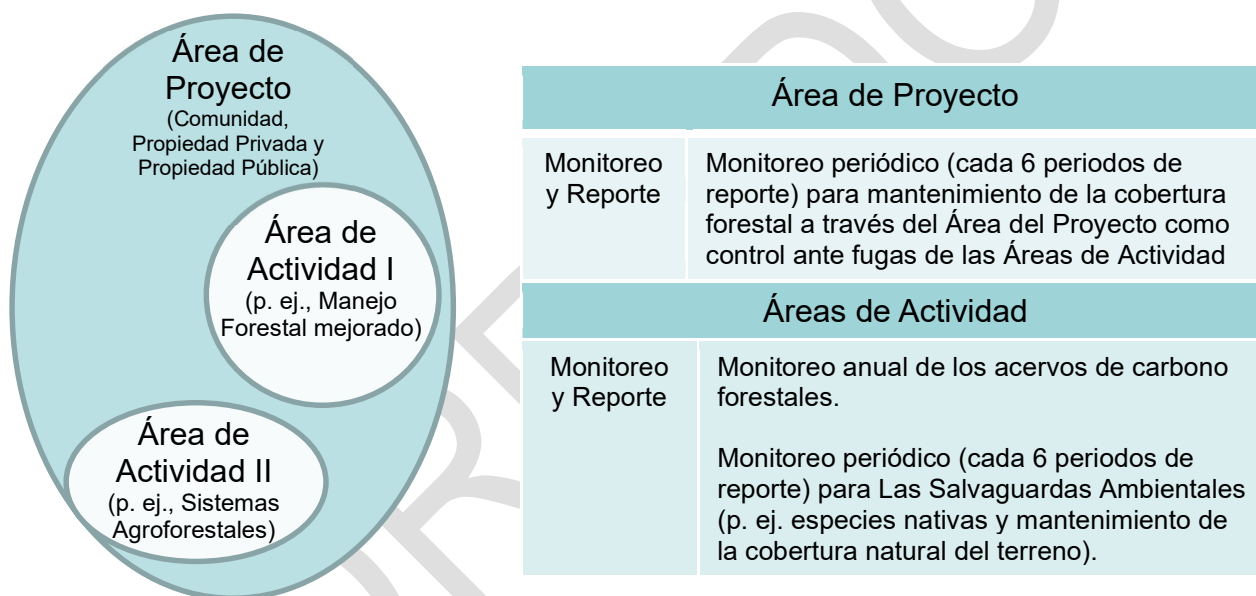 Área de
Proyecto
(Comunidad,
Propiedad Privada y
Propiedad Pública)
Área de
Actividad I
(p. ej., Manejo
Forestal mejorado)
Área de
Actividad II
(p. ej., Sistemas
Agroforestales)
Área de Proyecto
Monitoreo
y Reporte
Monitoreo periódico (cada 6 periodos de
reporte) para mantenimiento de la cobertura
forestal a través del Área del Proyecto como
control ante fugas de las Áreas de Actividad
Áreas de Actividad
Monitoreo
y Reporte
Monitoreo anual de los acervos de carbono
forestales.
Monitoreo periódico (cada 6 periodos de
reporte) para Las Salvaguardas Ambientales
(p. ej. especies nativas y mantenimiento de
la cobertura natural del terreno).